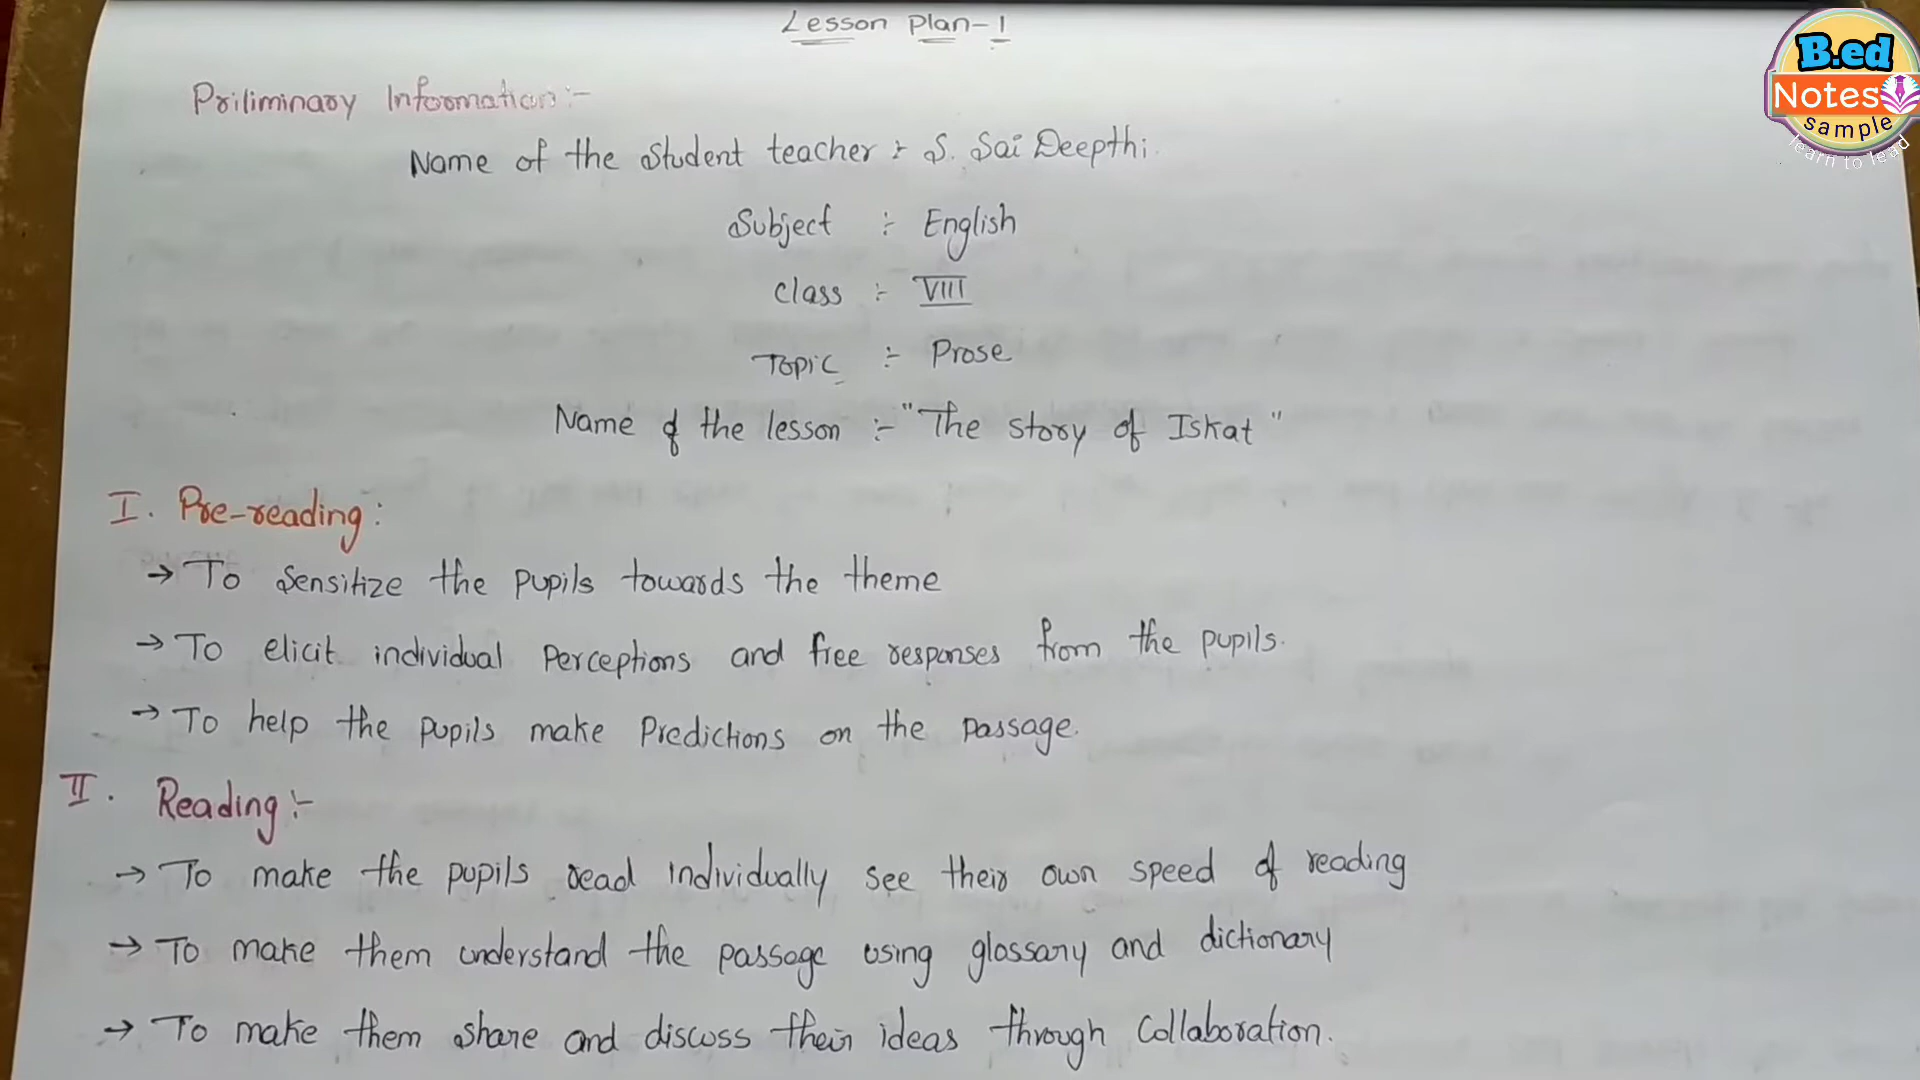 Lesson Plan-1
B.ed
Notes
sample
learn to lead
Priliminary Information:-
Name of the Student teacher :- S. Sai Deepthi.
Subject :- English
Class :- VIII
Topic :- Prose
Name of the lesson :- "The story of Iskat"
I. Pre-reading:
→ To Sensitize the pupils towards the theme
→ To elicit individual Perceptions and free responses from the pupils.
→ To help the pupils make Predictions on the Passage.
II. Reading:-
→ To make the pupils read individually see their own speed of reading
→ To make them understand the passage using glossary and dictionary
→ To make them share and discuss their ideas through Collaboration.